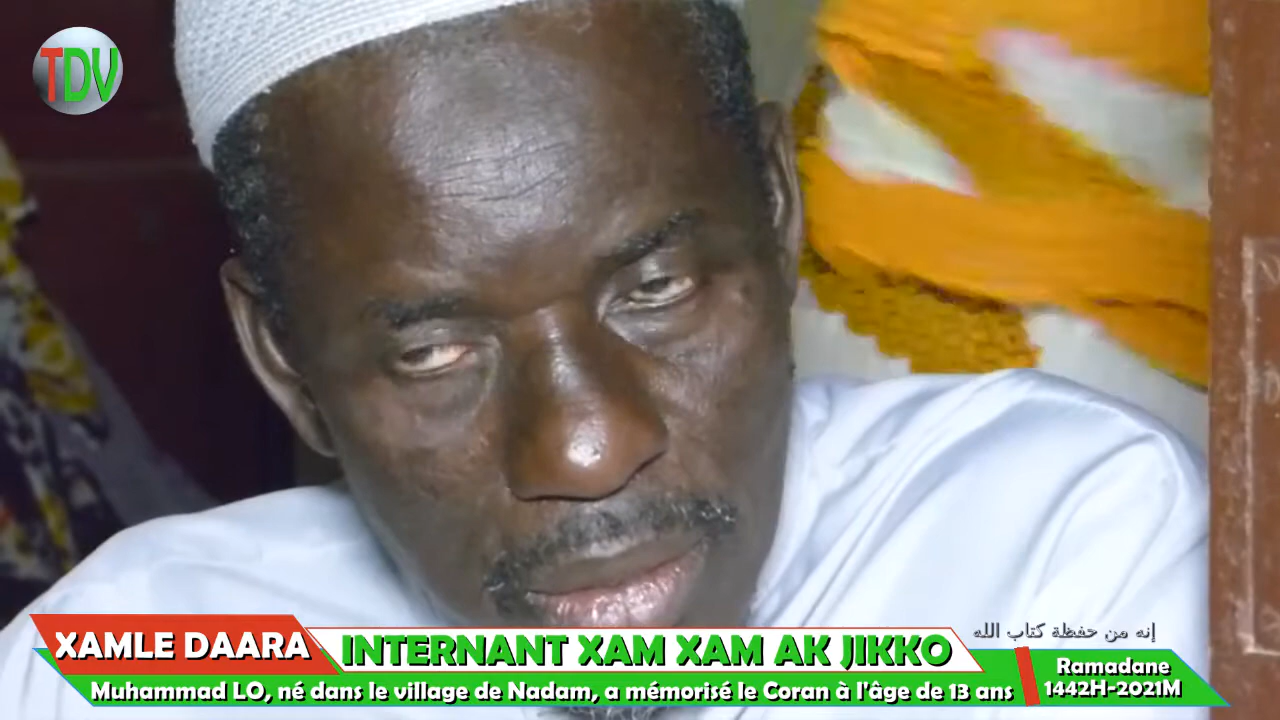 TDV
إنه من حفظة كتاب الله
XAMLE DAARA
INTERNANT XAM XAM AK JIKKO
Muhammad LO, né dans le village de Nadam, a mémorisé le Coran à l'âge de 13 ans
Ramadane
1442H-2021M